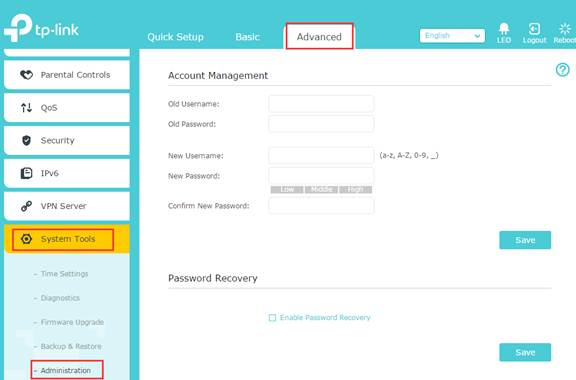 tp-link
Quick Setup Basic Advanced English LED Logout Reboot
Parental Controls
QoS
Security
IPv6
VPN Server
System Tools
– Time Settings
– Diagnostics
– Firmware Upgrade
– Backup & Restore
– Administration
?
Account Management
Old Username:
Old Password:
New Username: (a-z, A-Z, 0-9, _)
New Password:
Low Middle High
Confirm New Password:
Save
Password Recovery
Enable Password Recovery
Save